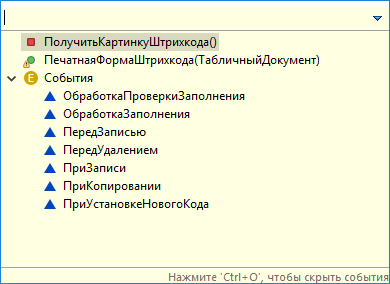 ПолучитьКартинкуШтрихкода()
ПечатнаяФормаШтрихкода(ТабличныйДокумент)
E События
ОбработкаПроверкиЗаполнения
ОбработкаЗаполнения
ПередЗаписью
ПередУдалением
ПриЗаписи
ПриКопировании
ПриУстановкеНовогоКода
Нажмите 'Ctrl+O', чтобы скрыть события